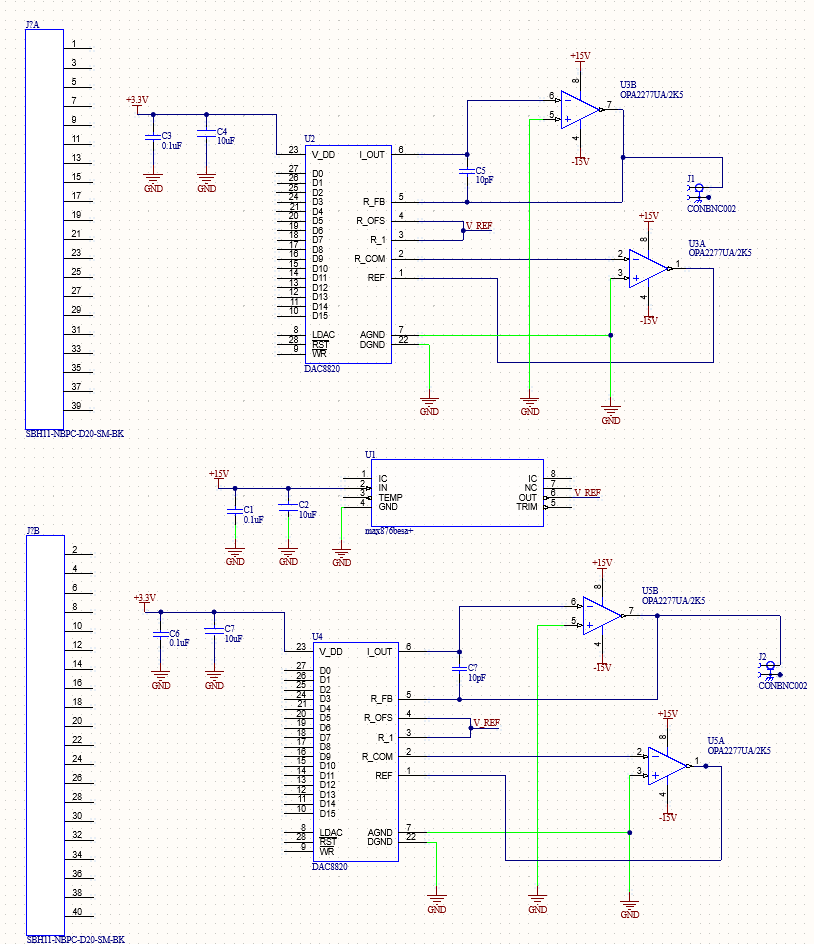 J?A
1
3
5
7
9
11
13
15
17
19
21
23
25
27
29
31
33
35
37
39
SBH11-NBPC-D20-SM-BK
+3.3V
C3
0.1uF
C4
10uF
GND
GND
U2
23 V_DD I_OUT 6
27 D0
26 D1
25 D2
24 D3 R_FB 5
21 D4
20 D5 R_OFS 4
19 D6
18 D7 R_1 3
17 D8
16 D9 R_COM 2
15 D10
14 D11 REF 1
13 D12
12 D13
11 D14
10 D15
8 LDAC AGND 7
28 RST DGND 22
9 WR
DAC8820
C5
10pF
V_REF
+15V
U3B
OPA2277UA/2K5
8
6
7
5
4
-15V
J1
CONBNC002
+15V
U3A
OPA2277UA/2K5
8
2
1
3
4
-15V
GND
GND
GND
U1
1 IC IC 8
2 IN NC 7
3 TEMP OUT 6 V_REF
4 GND TRIM 5
max876besa+
+15V
C1
0.1uF
C2
10uF
GND
GND
GND
J?B
2
4
6
8
10
12
14
16
18
20
22
24
26
28
30
32
34
36
38
40
SBH11-NBPC-D20-SM-BK
+3.3V
C6
0.1uF
C7
10uF
GND
GND
U4
23 V_DD I_OUT 6
27 D0
26 D1
25 D2
24 D3 R_FB 5
21 D4
20 D5 R_OFS 4
19 D6
18 D7 R_1 3
17 D8
16 D9 R_COM 2
15 D10
14 D11 REF 1
13 D12
12 D13
11 D14
10 D15
8 LDAC AGND 7
28 RST DGND 22
9 WR
DAC8820
C?
10pF
V_REF
+15V
U5B
OPA2277UA/2K5
8
6
7
5
4
-15V
J2
CONBNC002
+15V
U5A
OPA2277UA/2K5
8
2
1
3
4
-15V
GND
GND
GND